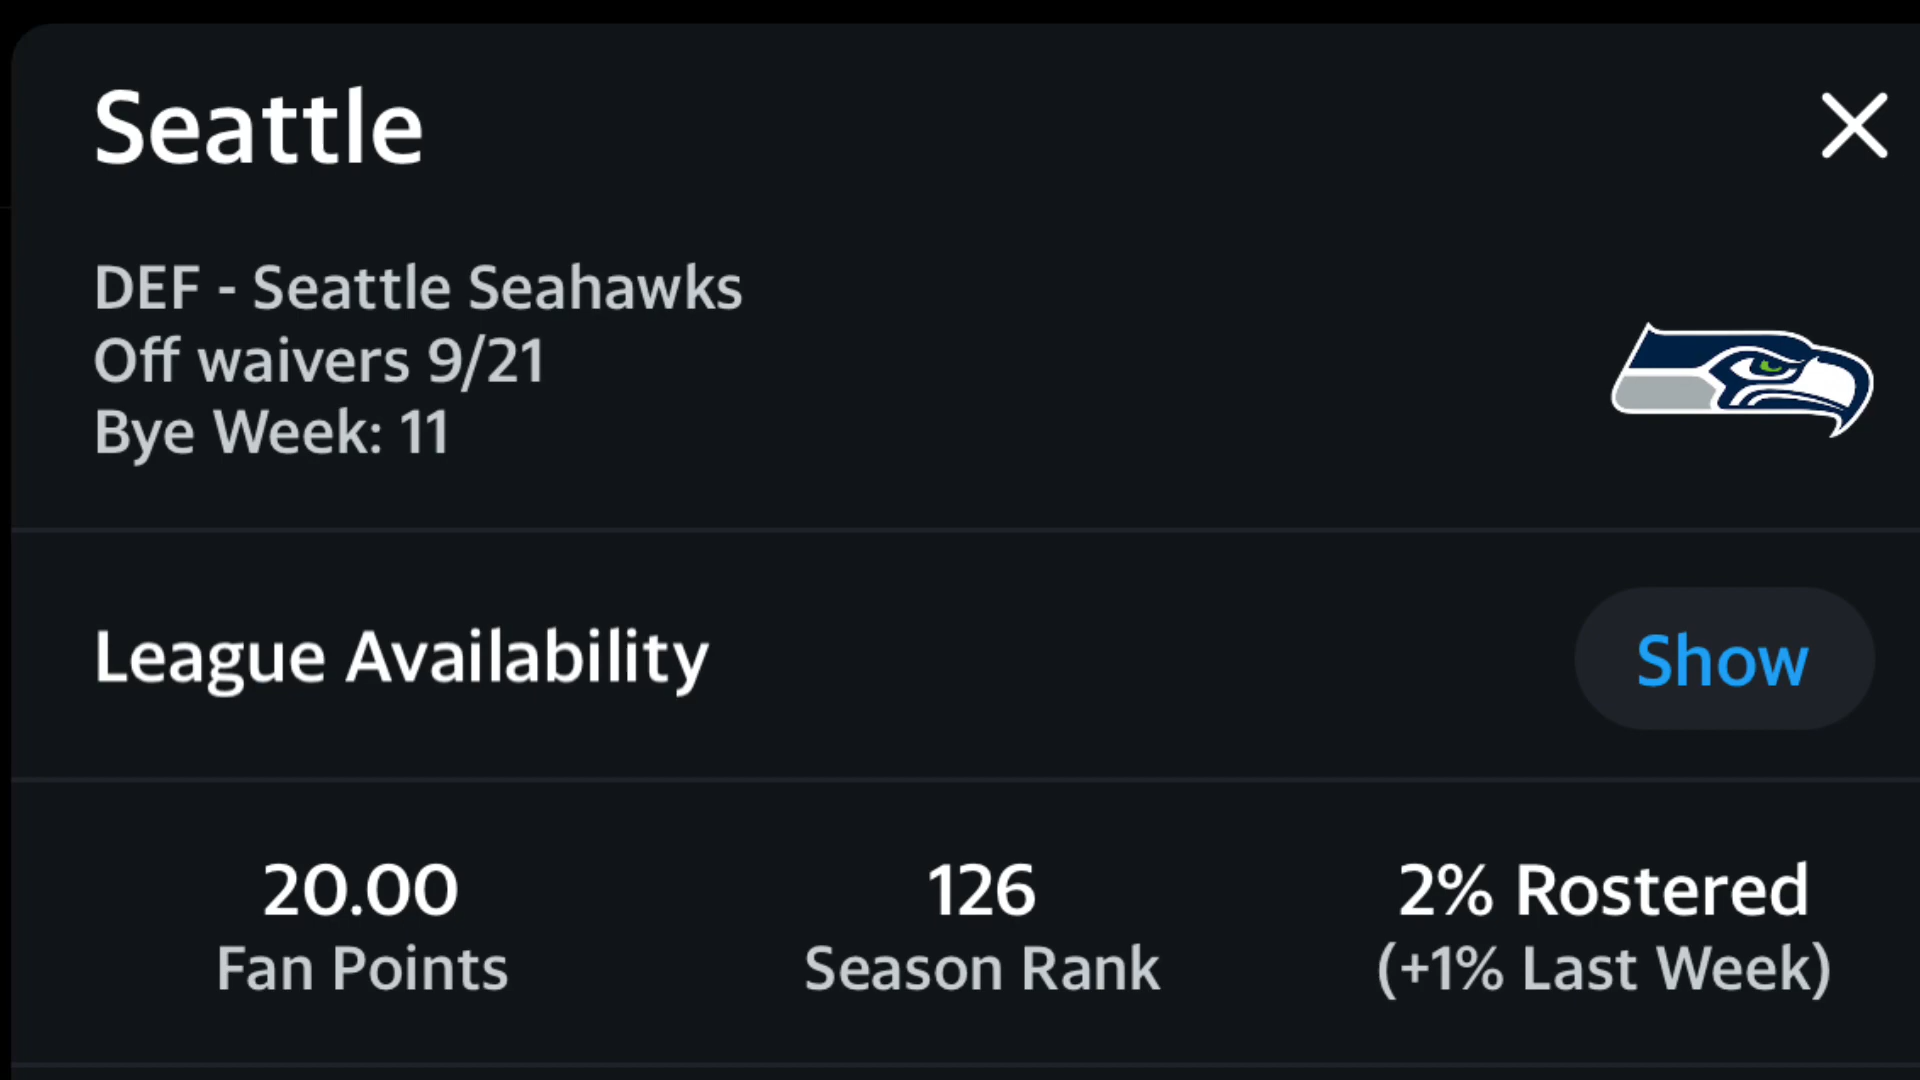 Seattle
DEF - Seattle Seahawks
Off waivers 9/21
Bye Week: 11
League Availability
Show
20.00
Fan Points
126
Season Rank
2% Rostered
(+1% Last Week)